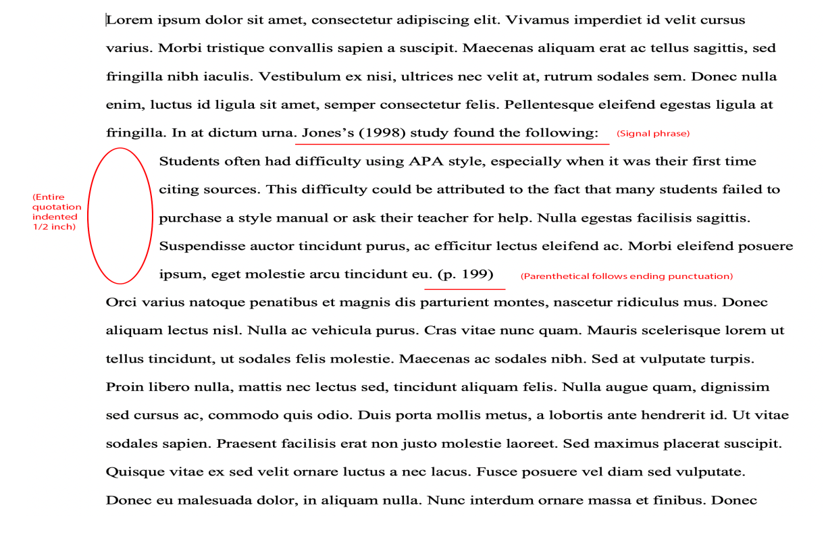 Lorem ipsum dolor sit amet, consectetur adipiscing elit. Vivamus imperdiet id velit cursus
varius. Morbi tristique convallis sapien a suscipit. Maecenas aliquam erat ac tellus sagittis, sed
fringilla nibh iaculis. Vestibulum ex nisi, ultrices nec velit at, rutrum sodales sem. Donec nulla
enim, luctus id ligula sit amet, semper consectetur felis. Pellentesque eleifend egestas ligula at
fringilla. In at dictum urna. Jones’s (1998) study found the following: (Signal phrase)
Students often had difficulty using APA style, especially when it was their first time
citing sources. This difficulty could be attributed to the fact that many students failed to
(Entire
quotation
indented
1/2 inch)
purchase a style manual or ask their teacher for help. Nulla egestas facilisis sagittis.
Suspendisse auctor tincidunt purus, ac efficitur lectus eleifend ac. Morbi eleifend posuere
ipsum, eget molestie arcu tincidunt eu. (p. 199) (Parenthetical follows ending punctuation)
Orci varius natoque penatibus et magnis dis parturient montes, nascetur ridiculus mus. Donec
aliquam lectus nisl. Nulla ac vehicula purus. Cras vitae nunc quam. Mauris scelerisque lorem ut
tellus tincidunt, ut sodales felis molestie. Maecenas ac sodales nibh. Sed at vulputate turpis.
Proin libero nulla, mattis nec lectus sed, tincidunt aliquam felis. Nulla augue quam, dignissim
sed cursus ac, commodo quis odio. Duis porta mollis metus, a lobortis ante hendrerit id. Ut vitae
sodales sapien. Praesent facilisis erat non justo molestie laoreet. Sed maximus placerat suscipit.
Quisque vitae ex sed velit ornare luctus a nec lacus. Fusce posuere vel diam sed vulputate.
Donec eu malesuada dolor, in aliquam nulla. Nunc interdum ornare massa et finibus. Donec